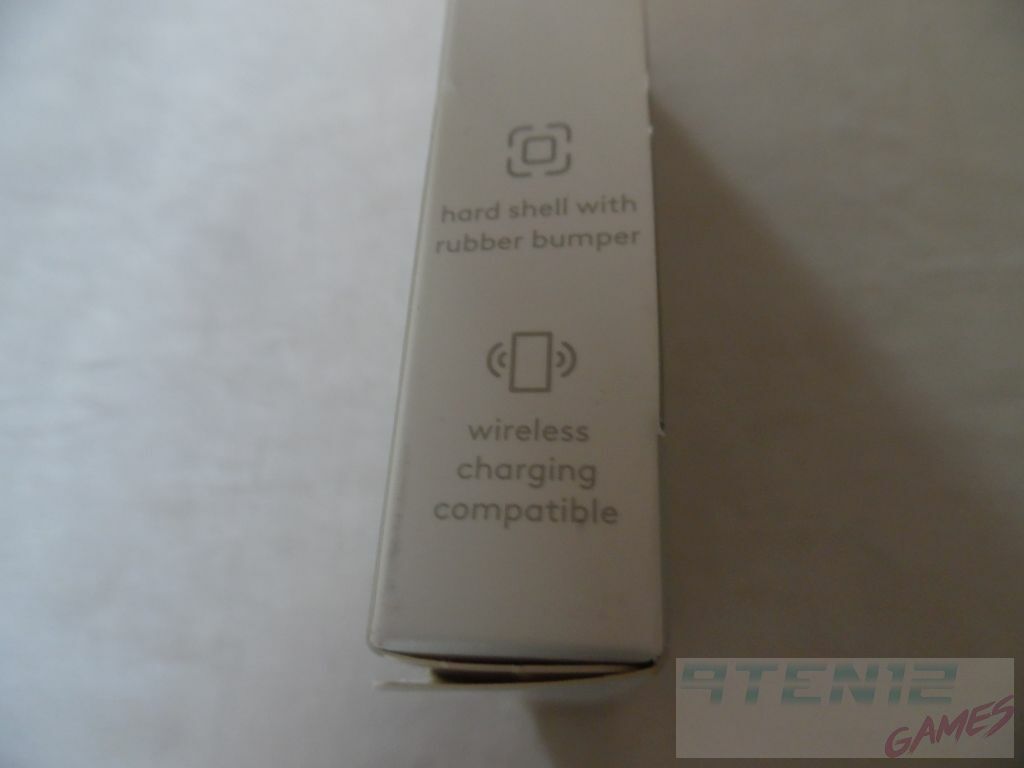 hard shell with
rubber bumper
wireless
charging
compatible
9TEN12
GAMES